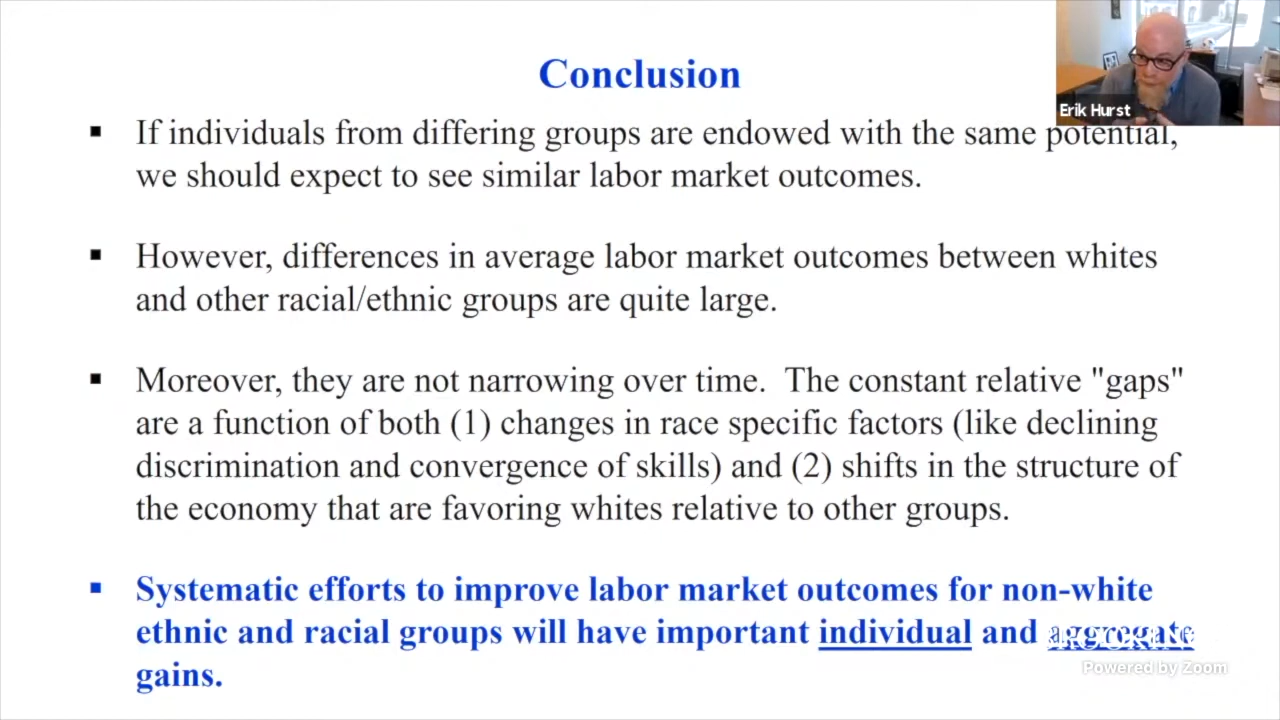 Conclusion
Erik Hurst
▪ If individuals from differing groups are endowed with the same potential,
we should expect to see similar labor market outcomes.
▪ However, differences in average labor market outcomes between whites
and other racial/ethnic groups are quite large.
▪ Moreover, they are not narrowing over time. The constant relative "gaps"
are a function of both (1) changes in race specific factors (like declining
discrimination and convergence of skills) and (2) shifts in the structure of
the economy that are favoring whites relative to other groups.
▪ Systematic efforts to improve labor market outcomes for non-white
ethnic and racial groups will have important individual and aggregate
gains.
Powered by Zoom